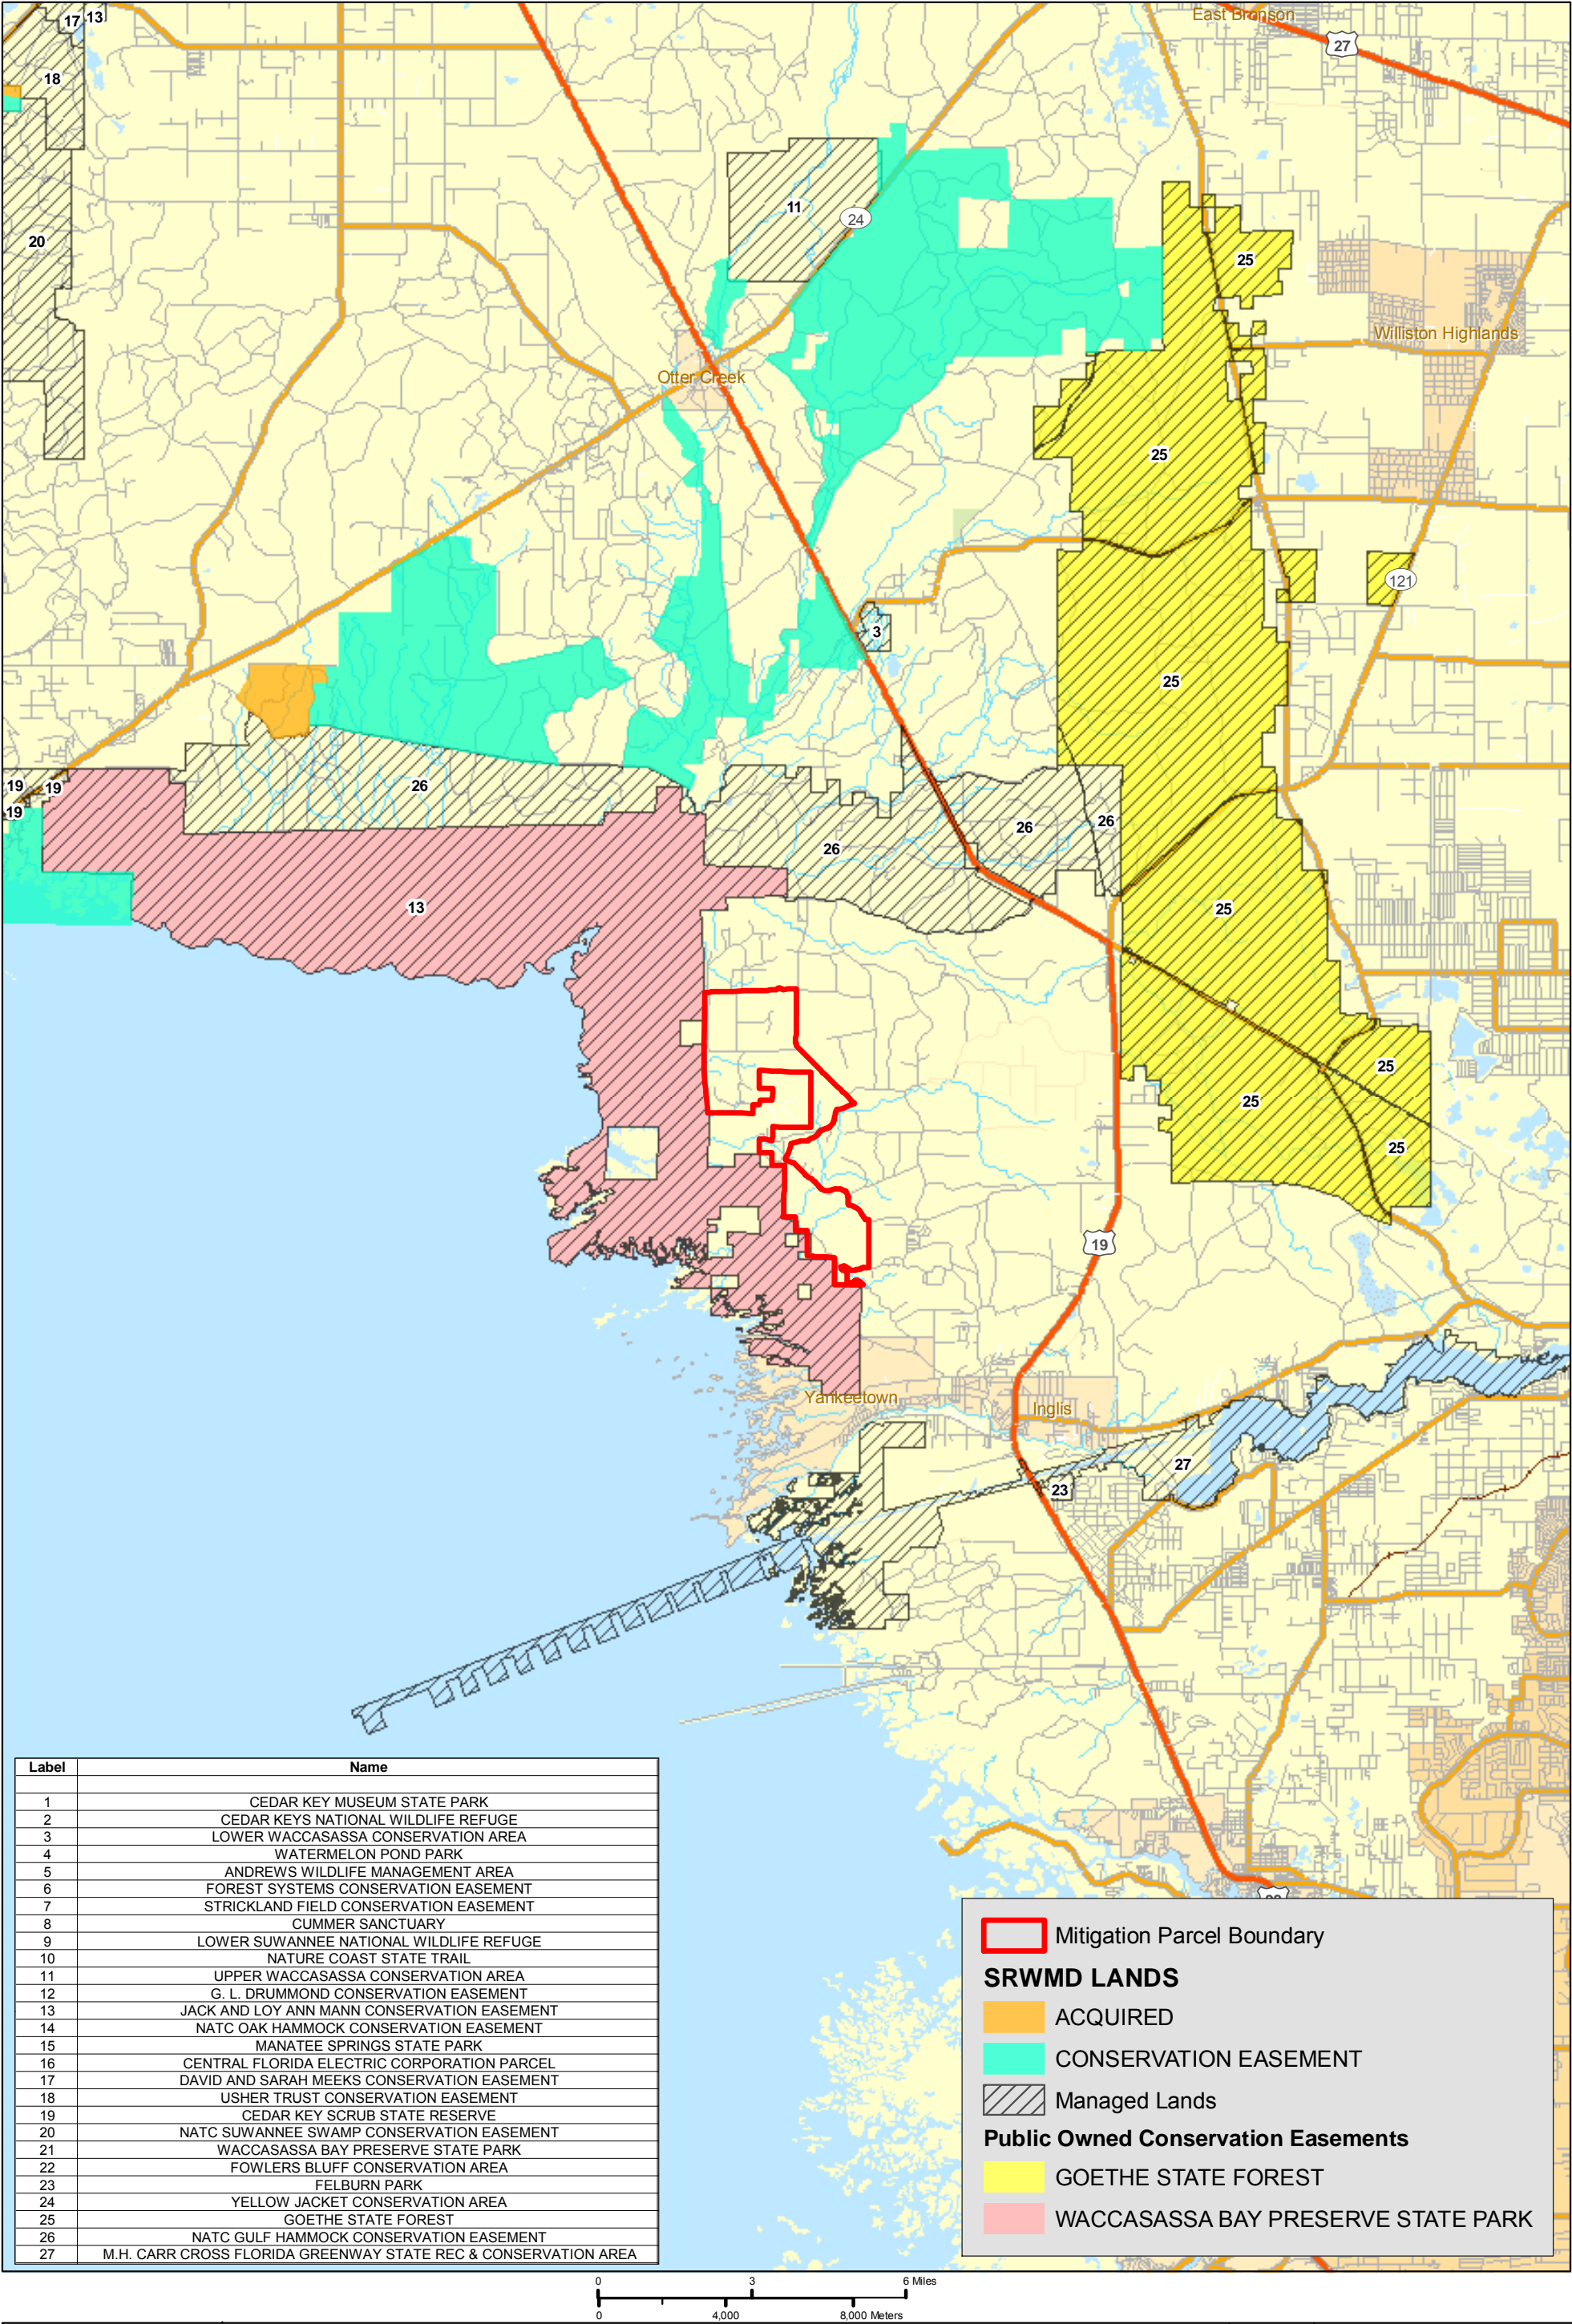 East Bronson
17 13
27
18
11
24
20
25
Williston Highlands
Otter Creek
25
121
3
25
19 19
26
19
26
26
26
13
25
25
25
25
19
Yankeetown
Inglis
27
23
Label Name
1 CEDAR KEY MUSEUM STATE PARK
2 CEDAR KEYS NATIONAL WILDLIFE REFUGE
3 LOWER WACCASASSA CONSERVATION AREA
4 WATERMELON POND PARK
5 ANDREWS WILDLIFE MANAGEMENT AREA
6 FOREST SYSTEMS CONSERVATION EASEMENT
7 STRICKLAND FIELD CONSERVATION EASEMENT
8 CUMMER SANCTUARY
9 LOWER SUWANNEE NATIONAL WILDLIFE REFUGE
10 NATURE COAST STATE TRAIL
11 UPPER WACCASASSA CONSERVATION AREA
12 G. L. DRUMMOND CONSERVATION EASEMENT
13 JACK AND LOY ANN MANN CONSERVATION EASEMENT
14 NATC OAK HAMMOCK CONSERVATION EASEMENT
15 MANATEE SPRINGS STATE PARK
16 CENTRAL FLORIDA ELECTRIC CORPORATION PARCEL
17 DAVID AND SARAH MEEKS CONSERVATION EASEMENT
18 USHER TRUST CONSERVATION EASEMENT
19 CEDAR KEY SCRUB STATE RESERVE
20 NATC SUWANNEE SWAMP CONSERVATION EASEMENT
21 WACCASASSA BAY PRESERVE STATE PARK
22 FOWLERS BLUFF CONSERVATION AREA
23 FELBURN PARK
24 YELLOW JACKET CONSERVATION AREA
25 GOETHE STATE FOREST
26 NATC GULF HAMMOCK CONSERVATION EASEMENT
27 M.H. CARR CROSS FLORIDA GREENWAY STATE REC & CONSERVATION AREA
Mitigation Parcel Boundary
SRWMD LANDS
ACQUIRED
CONSERVATION EASEMENT
Managed Lands
Public Owned Conservation Easements
GOETHE STATE FOREST
WACCASASSA BAY PRESERVE STATE PARK
0 3 6 Miles
0 4,000 8,000 Meters